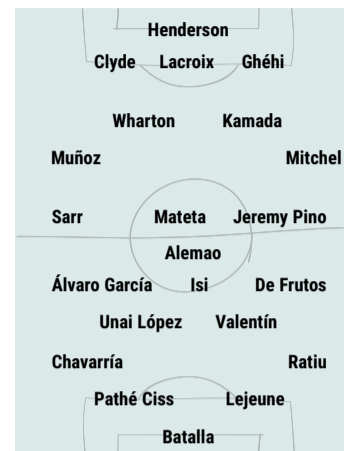 Henderson
Clyde Lacroix Ghéhi
Wharton Kamada
Muñoz Mitchel
Sarr Mateta Jeremy Pino
Alemao
Álvaro García Isi De Frutos
Unai López Valentín
Chavarría Ratiu
Pathé Ciss Lejeune
Batalla